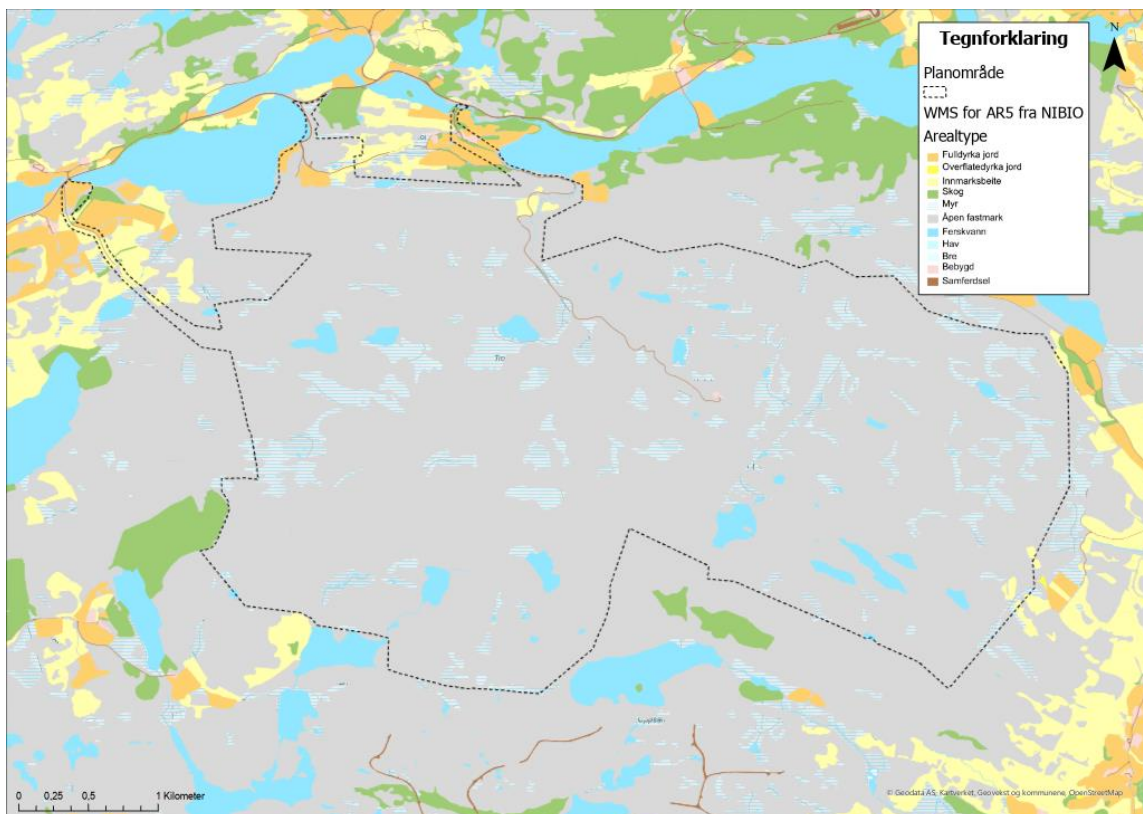 Tegnforklaring
Planområde
WMS for AR5 fra NIBIO
Arealtype
Fulldyrka jord
Overflatedyrka jord
Innmarksbeite
Skog
Myr
Åpen fastmark
Ferskvann
Hav
Bre
Bebygd
Samferdsel
N
0 0,25 0,5 1 Kilometer
© Geodata AS, Kartverket, Geovekst og kommunene, OpenStreetMap